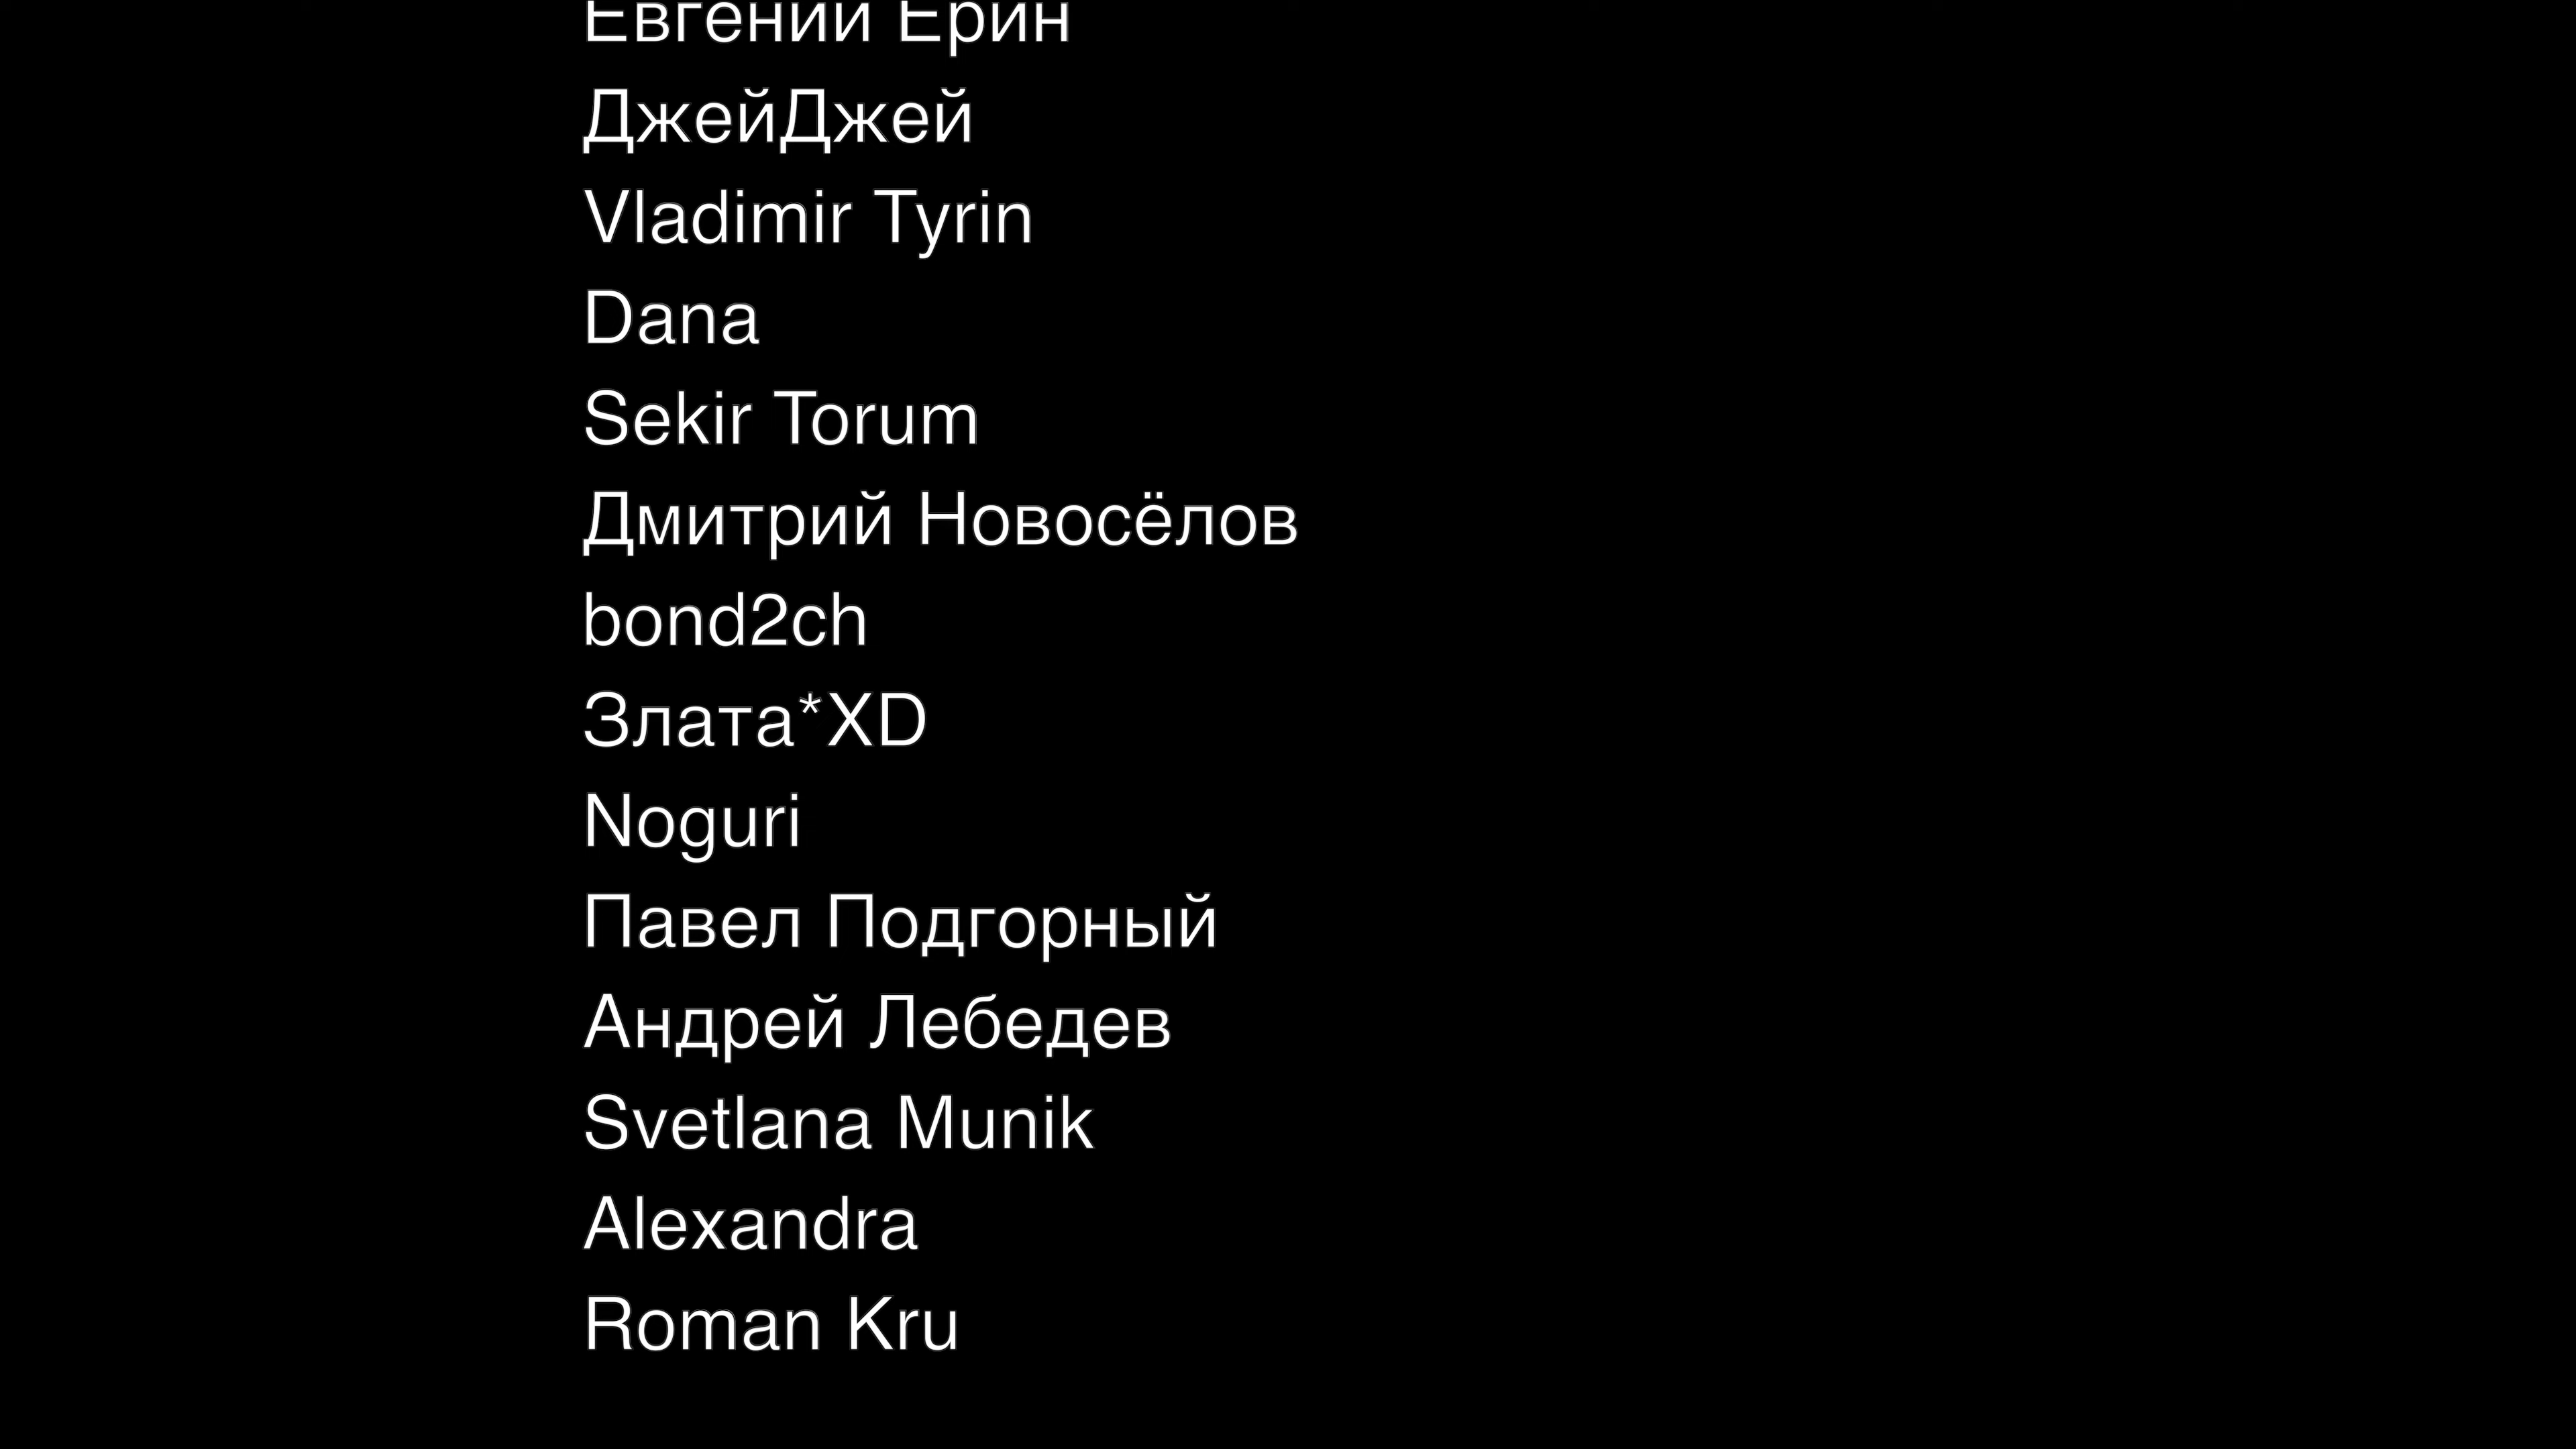 Евгений Ерин
ДжейДжей
Vladimir Tyrin
Dana
Sekir Torum
Дмитрий Новосёлов
bond2ch
Злата*XD
Noguri
Павел Подгорный
Андрей Лебедев
Svetlana Munik
Alexandra
Roman Kru